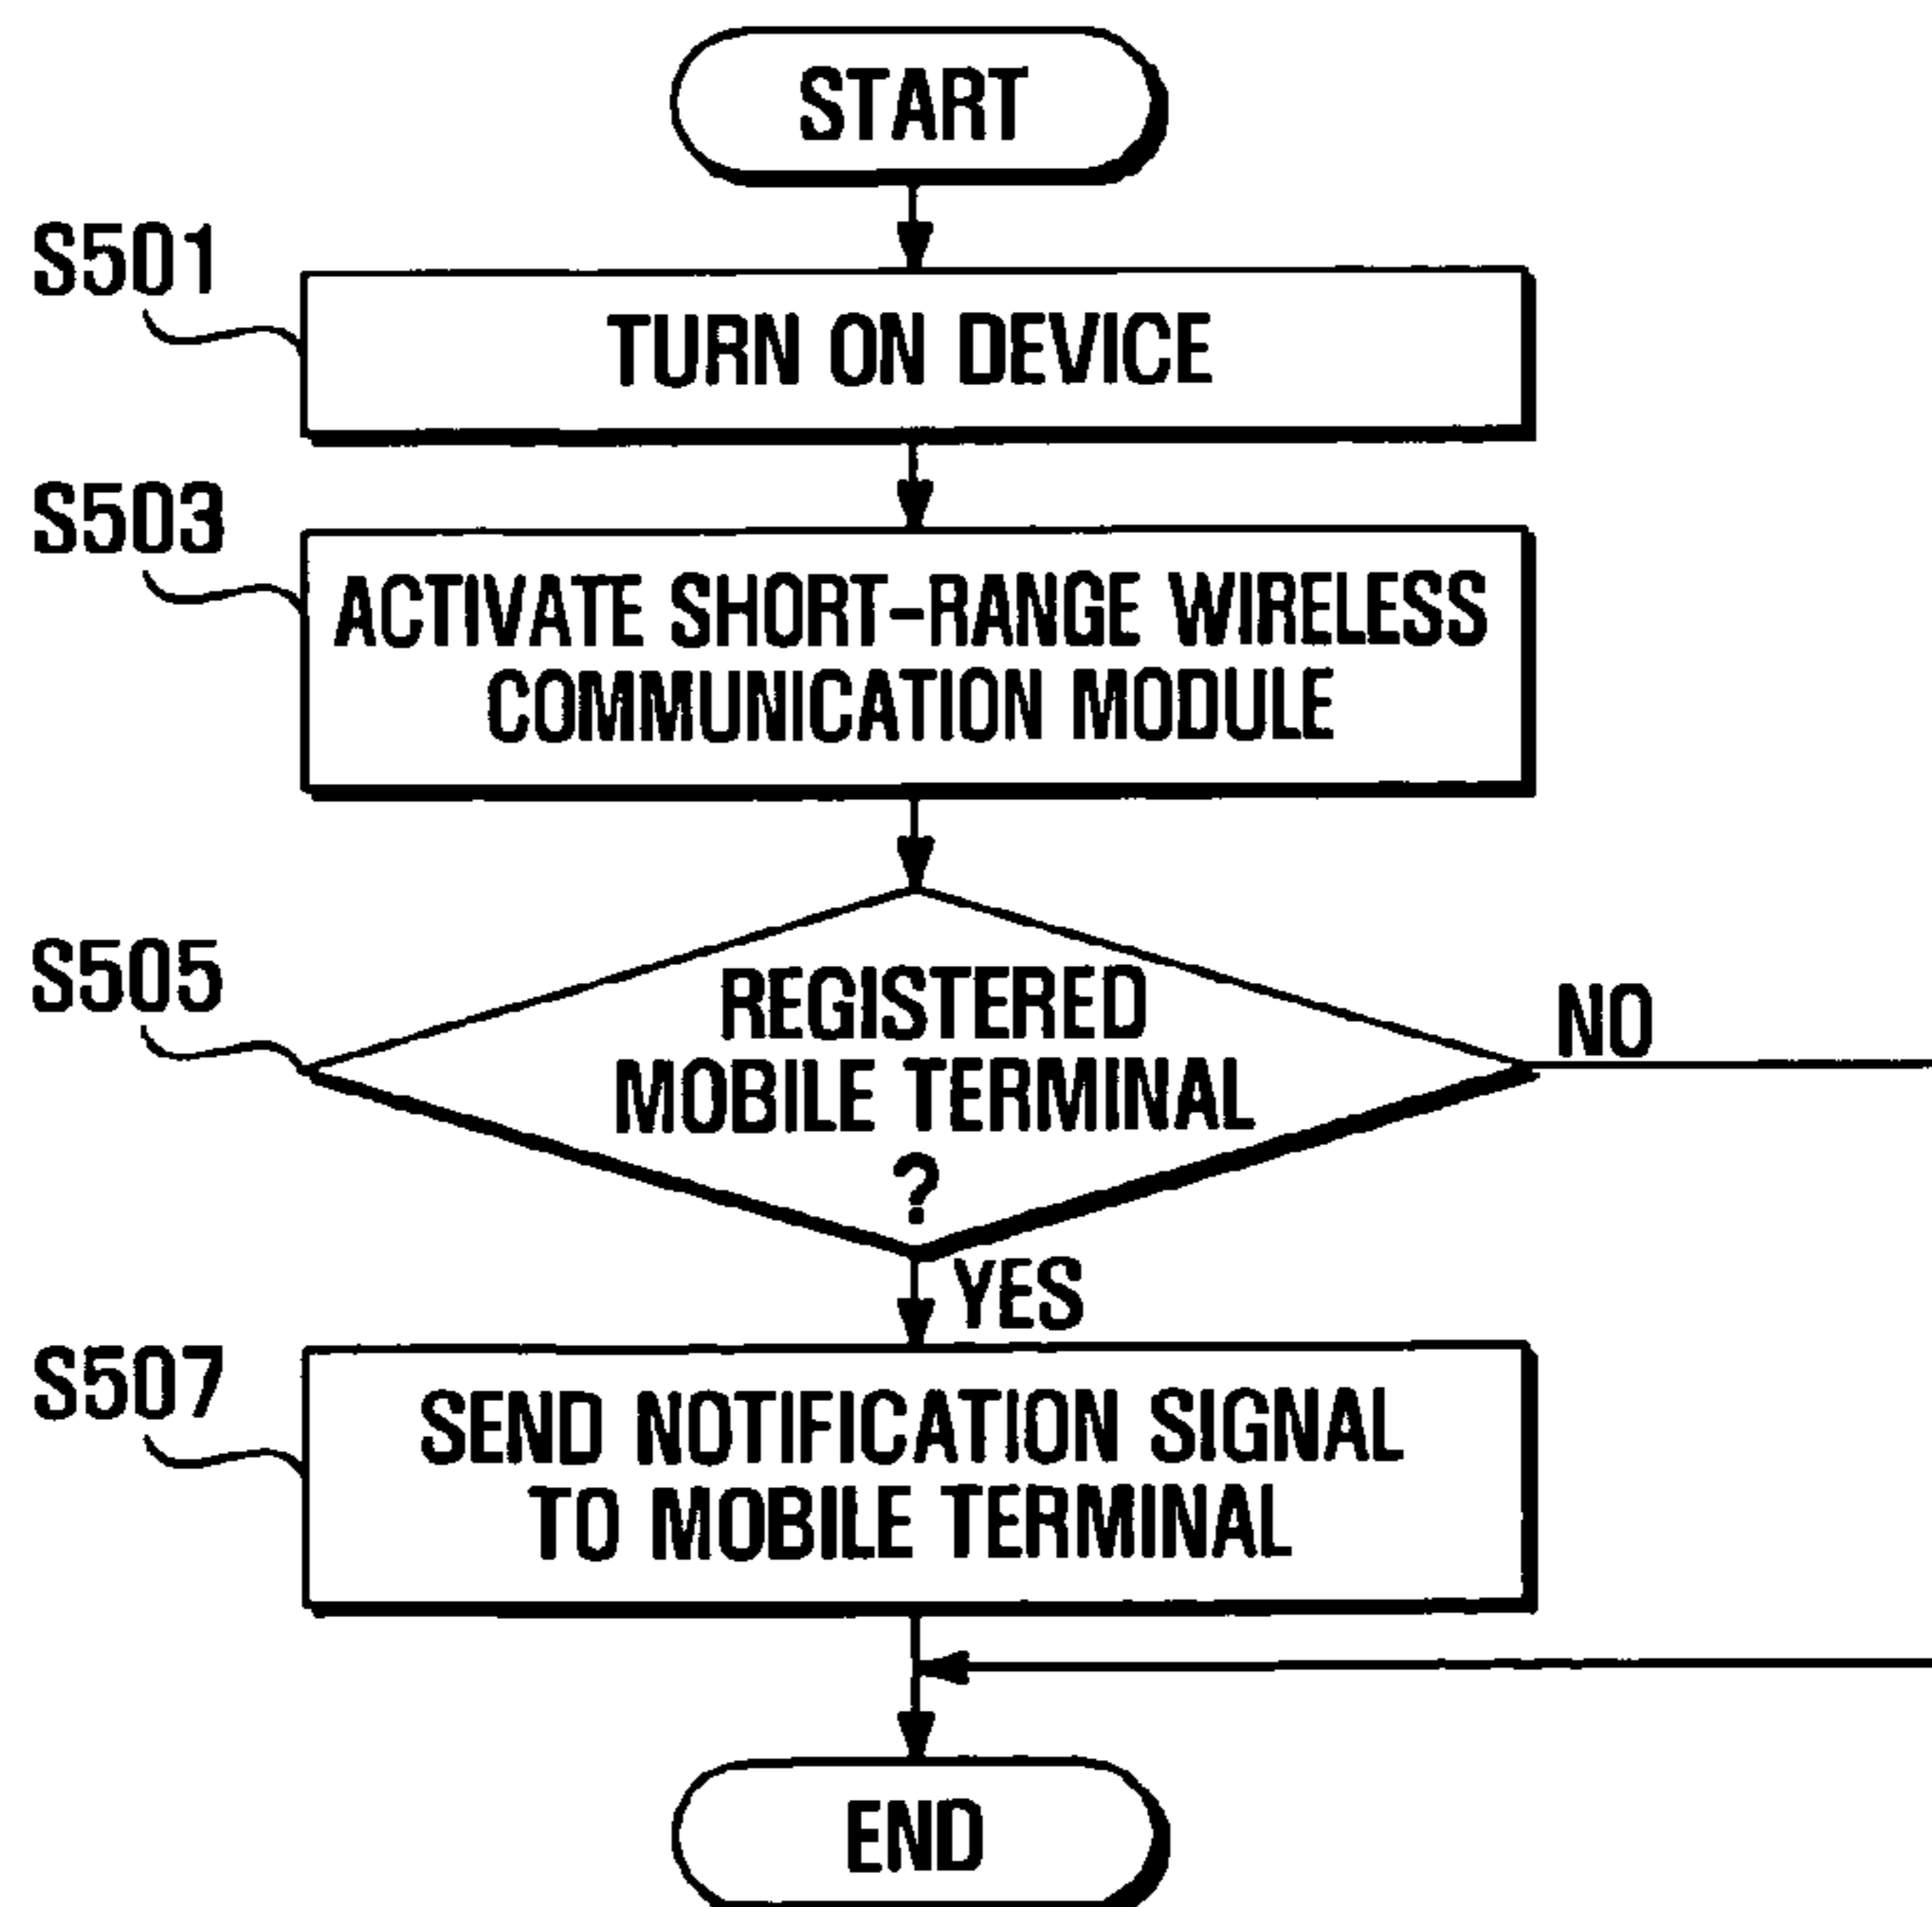 START
S501
TURN ON DEVICE
S503
ACTIVATE SHORT-RANGE WIRELESS
COMMUNICATION MODULE
S505
REGISTERED
MOBILE TERMINAL
?
NO
YES
S507
SEND NOTIFICATION SIGNAL
TO MOBILE TERMINAL
END